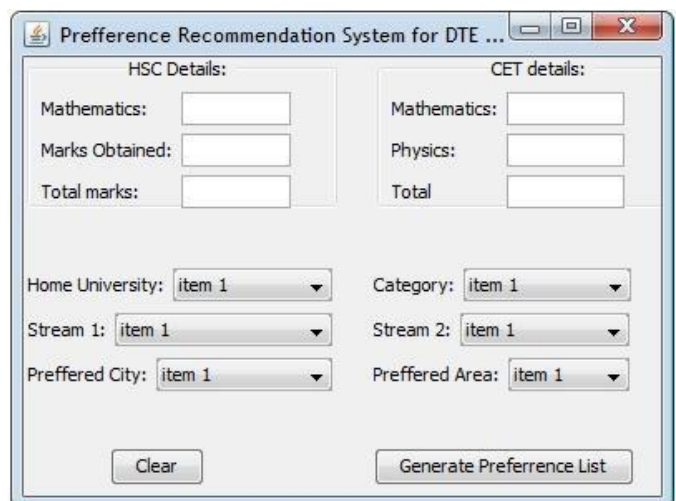 Prefference Recommendation System for DTE ...
HSC Details: CET details:
Mathematics: Mathematics:
Marks Obtained: Physics:
Total marks: Total
Home University: item 1 Category: item 1
Stream 1: item 1 Stream 2: item 1
Preffered City: item 1 Preffered Area: item 1
Clear Generate Preferrence List